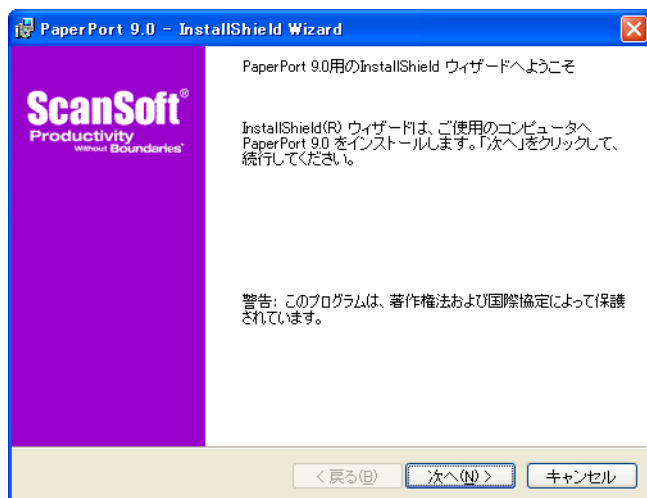 PaperPort 9.0 - InstallShield Wizard
ScanSoft®
Productivity
Without Boundaries™
PaperPort 9.0用のInstallShield ウィザードへようこそ
InstallShield(R) ウィザードは、ご使用のコンピュータへ
PaperPort 9.0 をインストールします。「次へ」をクリックして、
続行してください。
警告: このプログラムは、著作権法および国際協定によって保護
されています。
< 戻る(B)
次へ(N) >
キャンセル